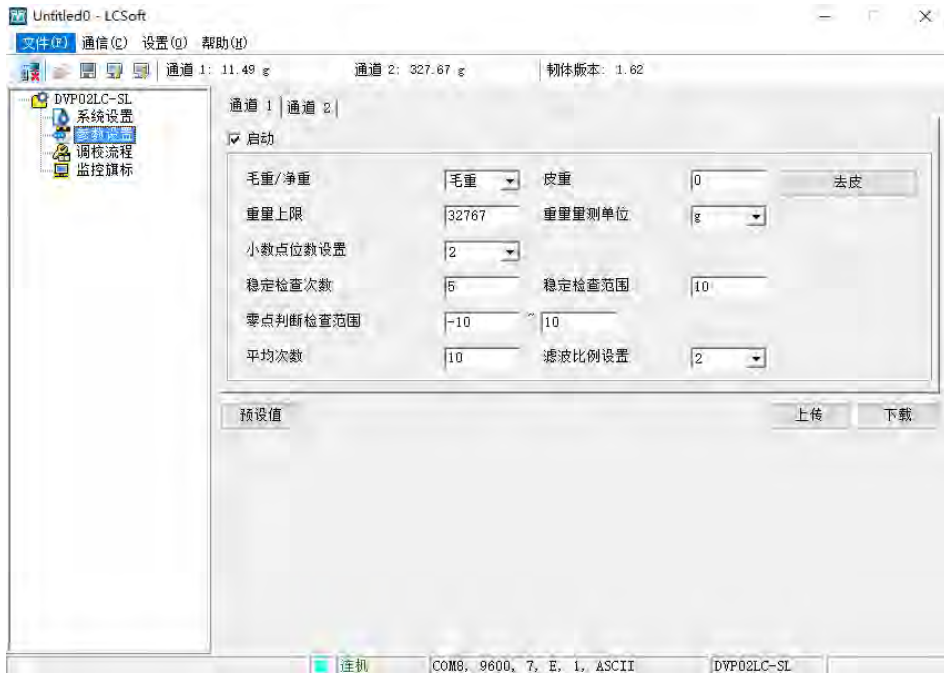 Untitled0 - LCSoft
文件(F) 通信(C) 设置(O) 帮助(H)
通道 1: 11.49 g 通道 2: 327.67 g 韧体版本: 1.62
DVP02LC-SL
系统设置
参数设置
调校流程
监控旗标
通道 1 通道 2
启动
毛重/净重 毛重 皮重 0 去皮
重量上限 32767 重量量测单位 g
小数点位数设置 2
稳定检查次数 5 稳定检查范围 10
零点判断检查范围 -10 ~ 10
平均次数 10 滤波比例设置 2
预设值 上传 下载
连机 COM8, 9600, 7, E, 1, ASCII DVP02LC-SL